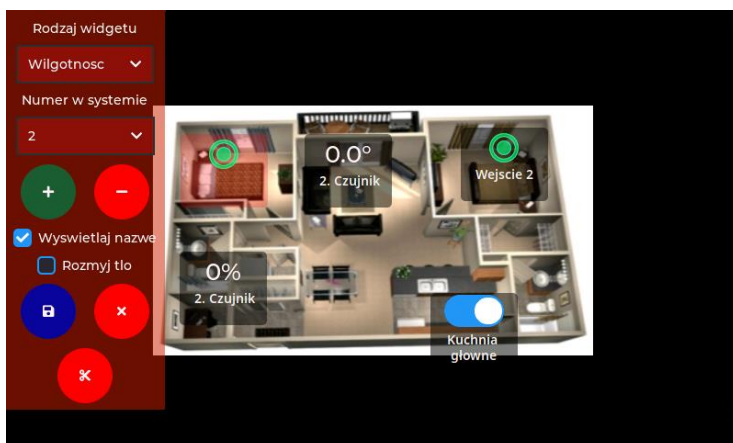 Rodzaj widgetu
Wilgotnosc
Numer w systemie
2
Wyswietlaj nazwe
Rozmyj tlo
0.0°
2. Czujnik
Wejscie 2
0%
2. Czujnik
Kuchnia
głowne